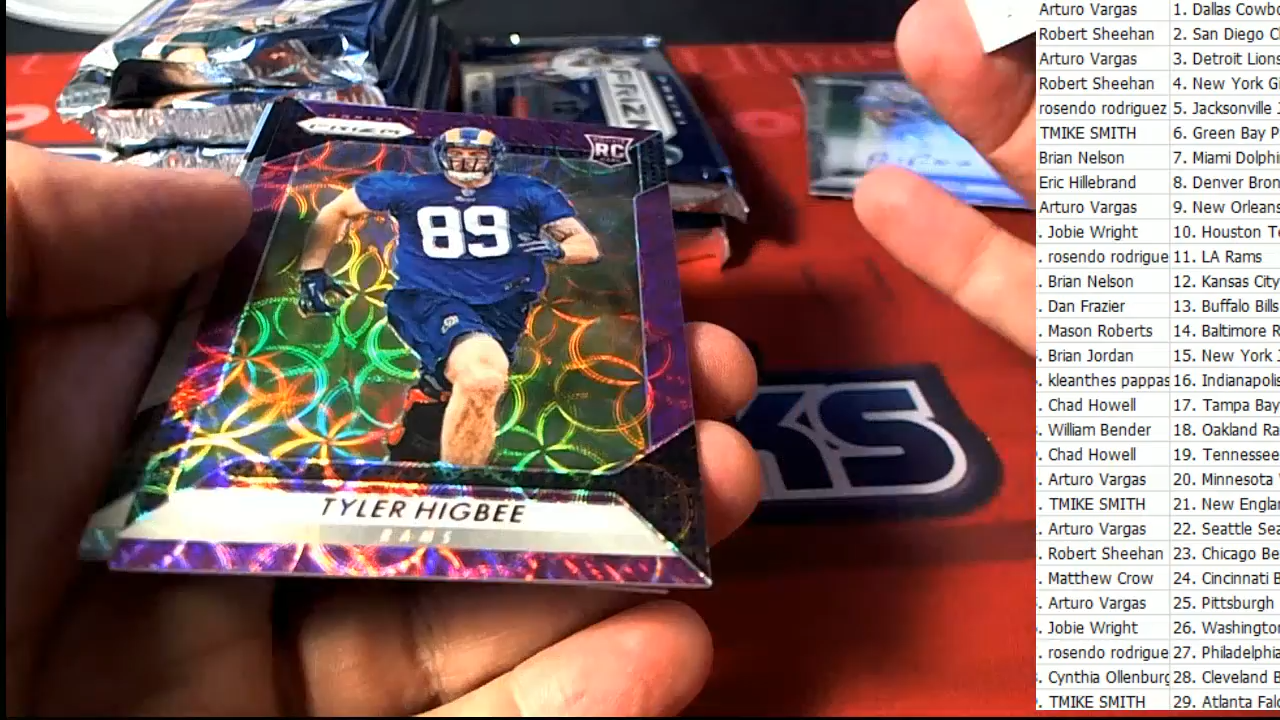 PANINI
PRIZM
RC
89
TYLER HIGBEE
RAMS
PRIZM
KS
Arturo Vargas 1. Dallas Cowbo
Robert Sheehan 2. San Diego C
Arturo Vargas 3. Detroit Lions
Robert Sheehan 4. New York G
rosendo rodriguez 5. Jacksonville
TMIKE SMITH 6. Green Bay P
Brian Nelson 7. Miami Dolphi
Eric Hillebrand 8. Denver Bron
Arturo Vargas 9. New Orleans
. Jobie Wright 10. Houston Te
. rosendo rodrigue 11. LA Rams
. Brian Nelson 12. Kansas City
. Dan Frazier 13. Buffalo Bills
. Mason Roberts 14. Baltimore R
. Brian Jordan 15. New York
. kleanthes pappas 16. Indianapolis
. Chad Howell 17. Tampa Bay
. William Bender 18. Oakland Ra
. Chad Howell 19. Tennessee
. Arturo Vargas 20. Minnesota
. TMIKE SMITH 21. New Englan
. Arturo Vargas 22. Seattle Sea
. Robert Sheehan 23. Chicago Be
. Matthew Crow 24. Cincinnati B
. Arturo Vargas 25. Pittsburgh
. Jobie Wright 26. Washington
. rosendo rodrigue 27. Philadelphia
. Cynthia Ollenburg 28. Cleveland B
. TMIKE SMITH 29. Atlanta Falc